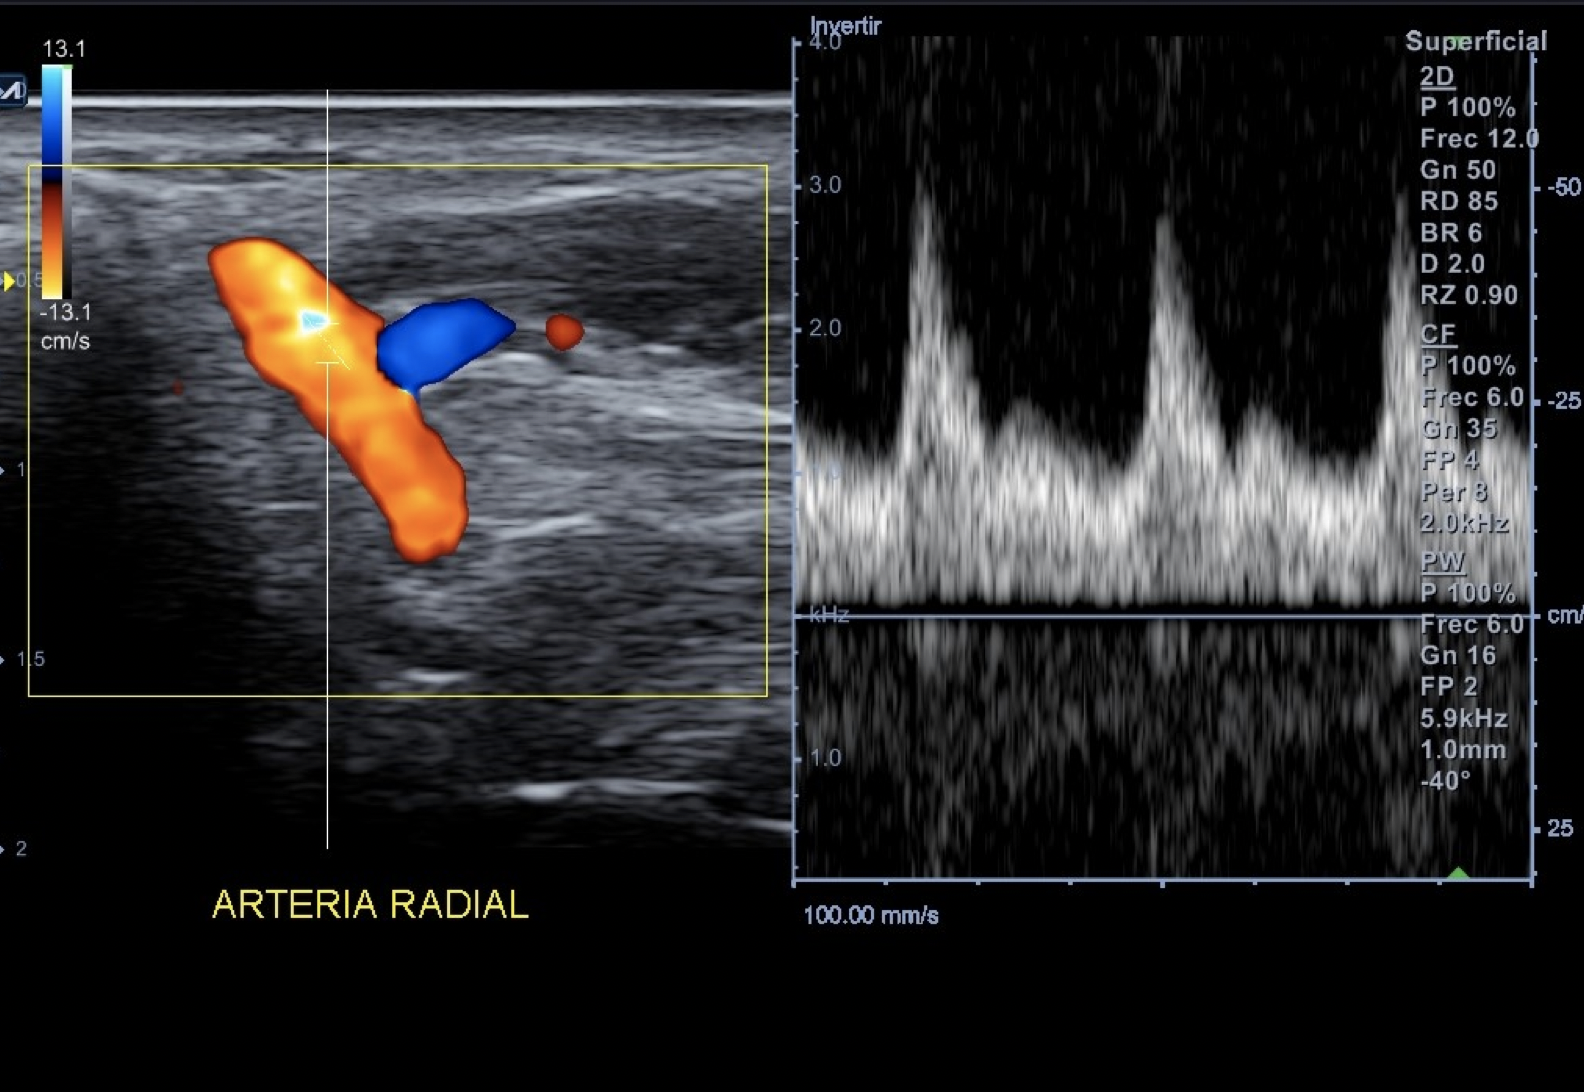 13.1
-13.1
cm/s
0.5
1
1.5
2
ARTERIA RADIAL
Invertir
4.0
3.0
2.0
1.0
kHz
1.0
100.00 mm/s
Superficial
2D
P 100%
Frec 12.0
Gn 50
RD 85
BR 6
D 2.0
RZ 0.90
CF
P 100%
Frec 6.0
Gn 35
FP 4
Per 8
2.0kHz
PW
P 100%
Frec 6.0
Gn 16
FP 2
5.9kHz
1.0mm
-40°
-50
-25
cm/
25